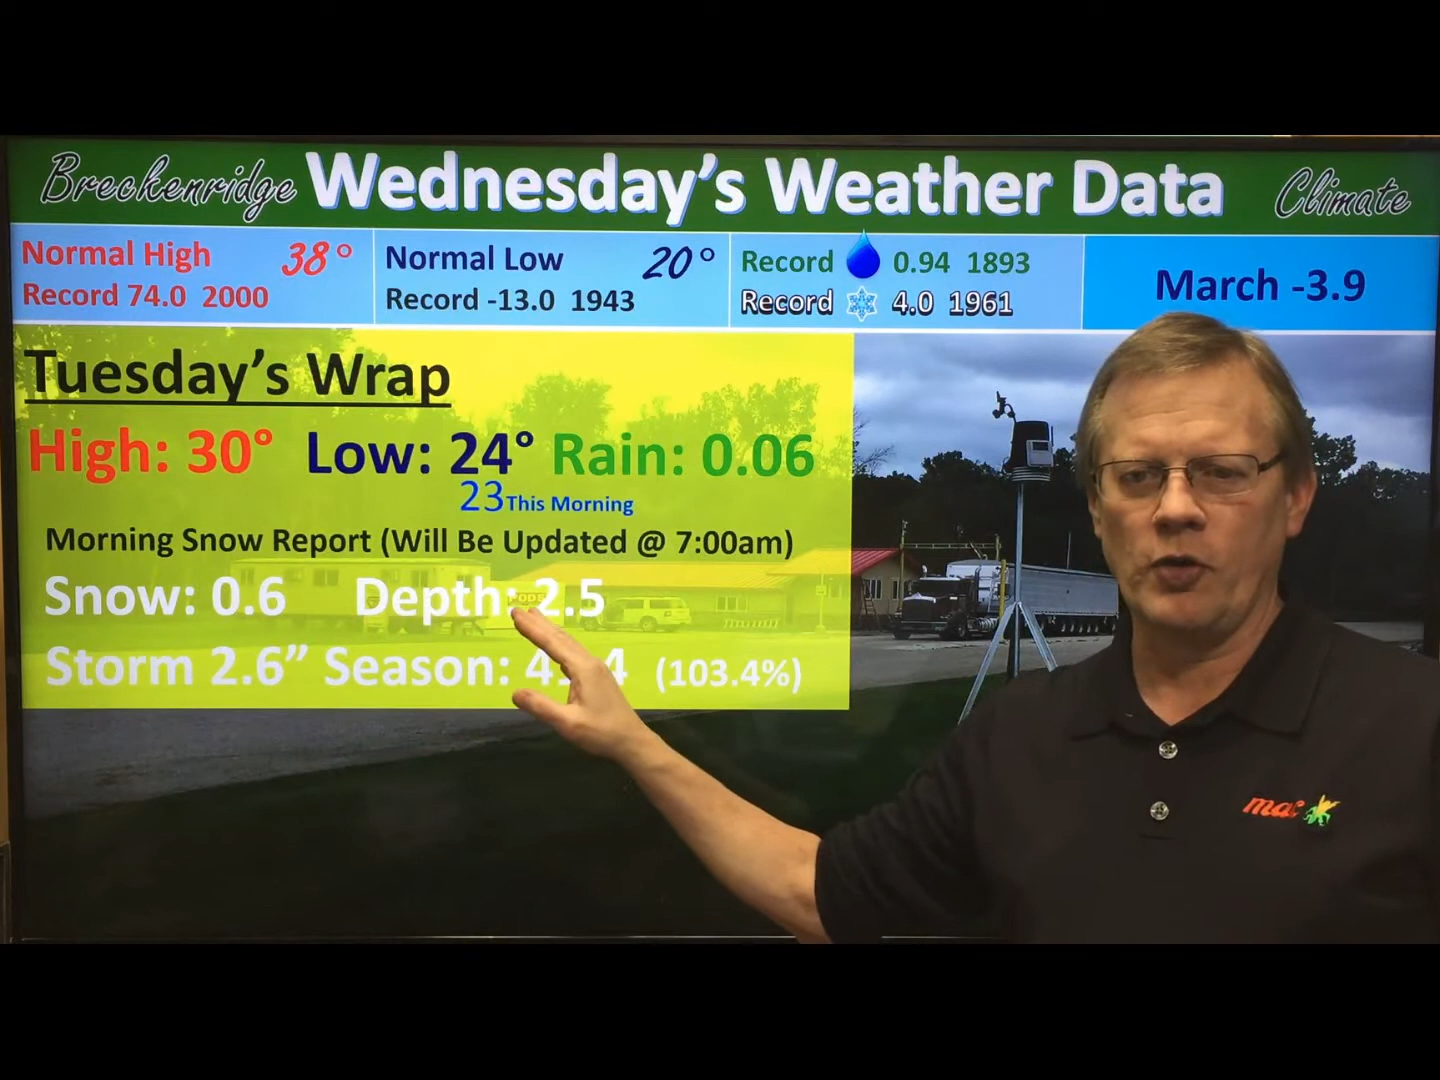 Breckenridge Wednesday's Weather Data Climate
Normal High 38°
Record 74.0 2000
Normal Low 20°
Record -13.0 1943
Record 0.94 1893
Record 4.0 1961
March -3.9
Tuesday's Wrap
High: 30° Low: 24° Rain: 0.06
23 This Morning
Morning Snow Report (Will Be Updated @ 7:00am)
Snow: 0.6 Depth: 2.5
Storm 2.6” Season: (103.4%)
PODS
mac